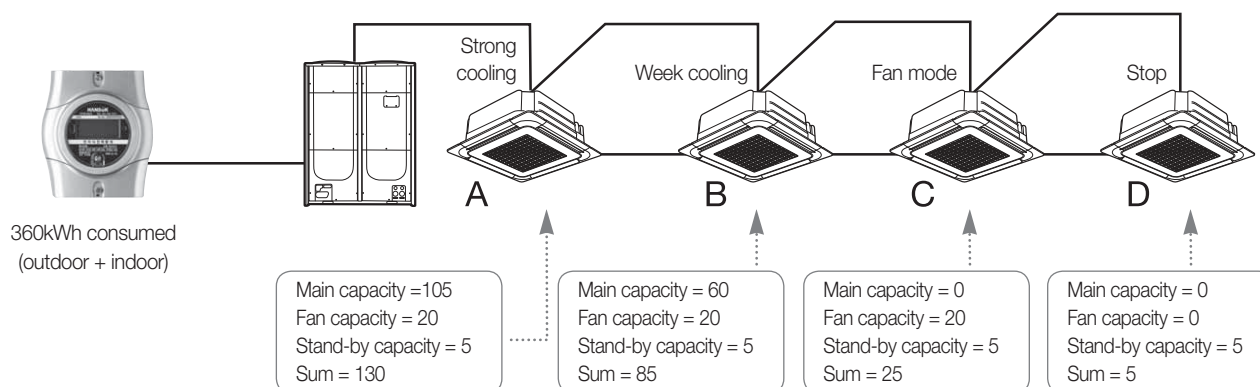 Strong
cooling
Week cooling
Fan mode
Stop
HANSUK
A
B
C
D
360kWh consumed
(outdoor + indoor)
Main capacity =105
Fan capacity = 20
Stand-by capacity = 5
Sum = 130
Main capacity = 60
Fan capacity = 20
Stand-by capacity = 5
Sum = 85
Main capacity = 0
Fan capacity = 20
Stand-by capacity = 5
Sum = 25
Main capacity = 0
Fan capacity = 0
Stand-by capacity = 5
Sum = 5